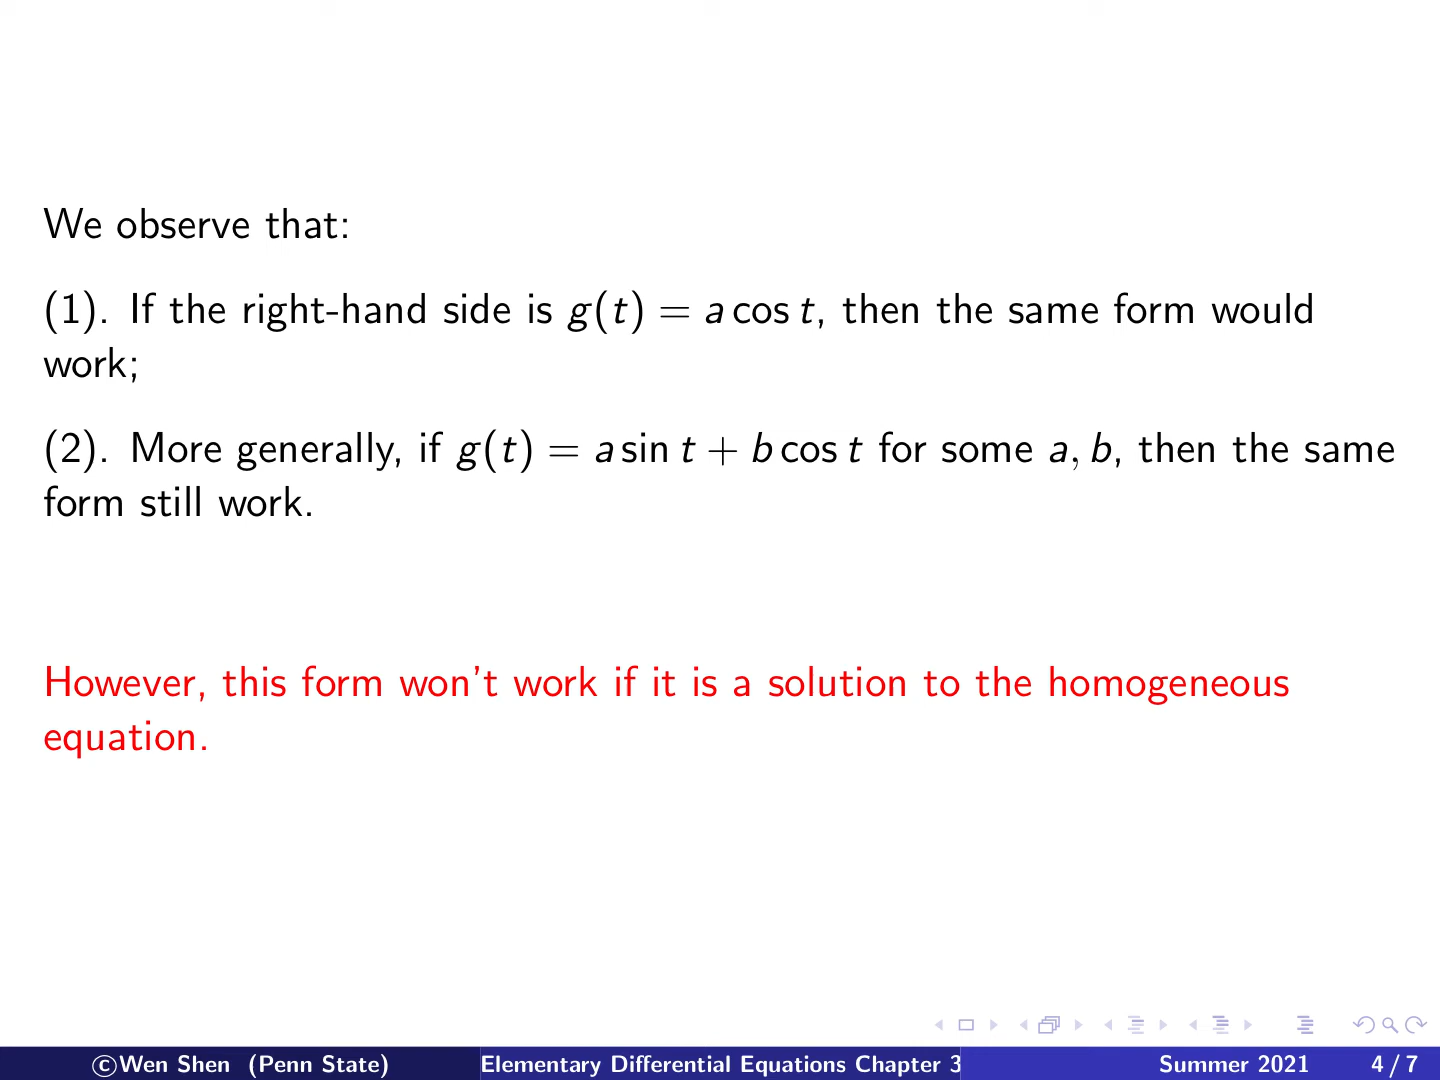 We observe that:
(1). If the right-hand side is g(t) = a cos t, then the same form would
work;
(2). More generally, if g(t) = a sin t + b cos t for some a, b, then the same
form still work.
However, this form won't work if it is a solution to the homogeneous
equation.
©Wen Shen (Penn State) Elementary Differential Equations Chapter 3 Summer 2021 4 / 7